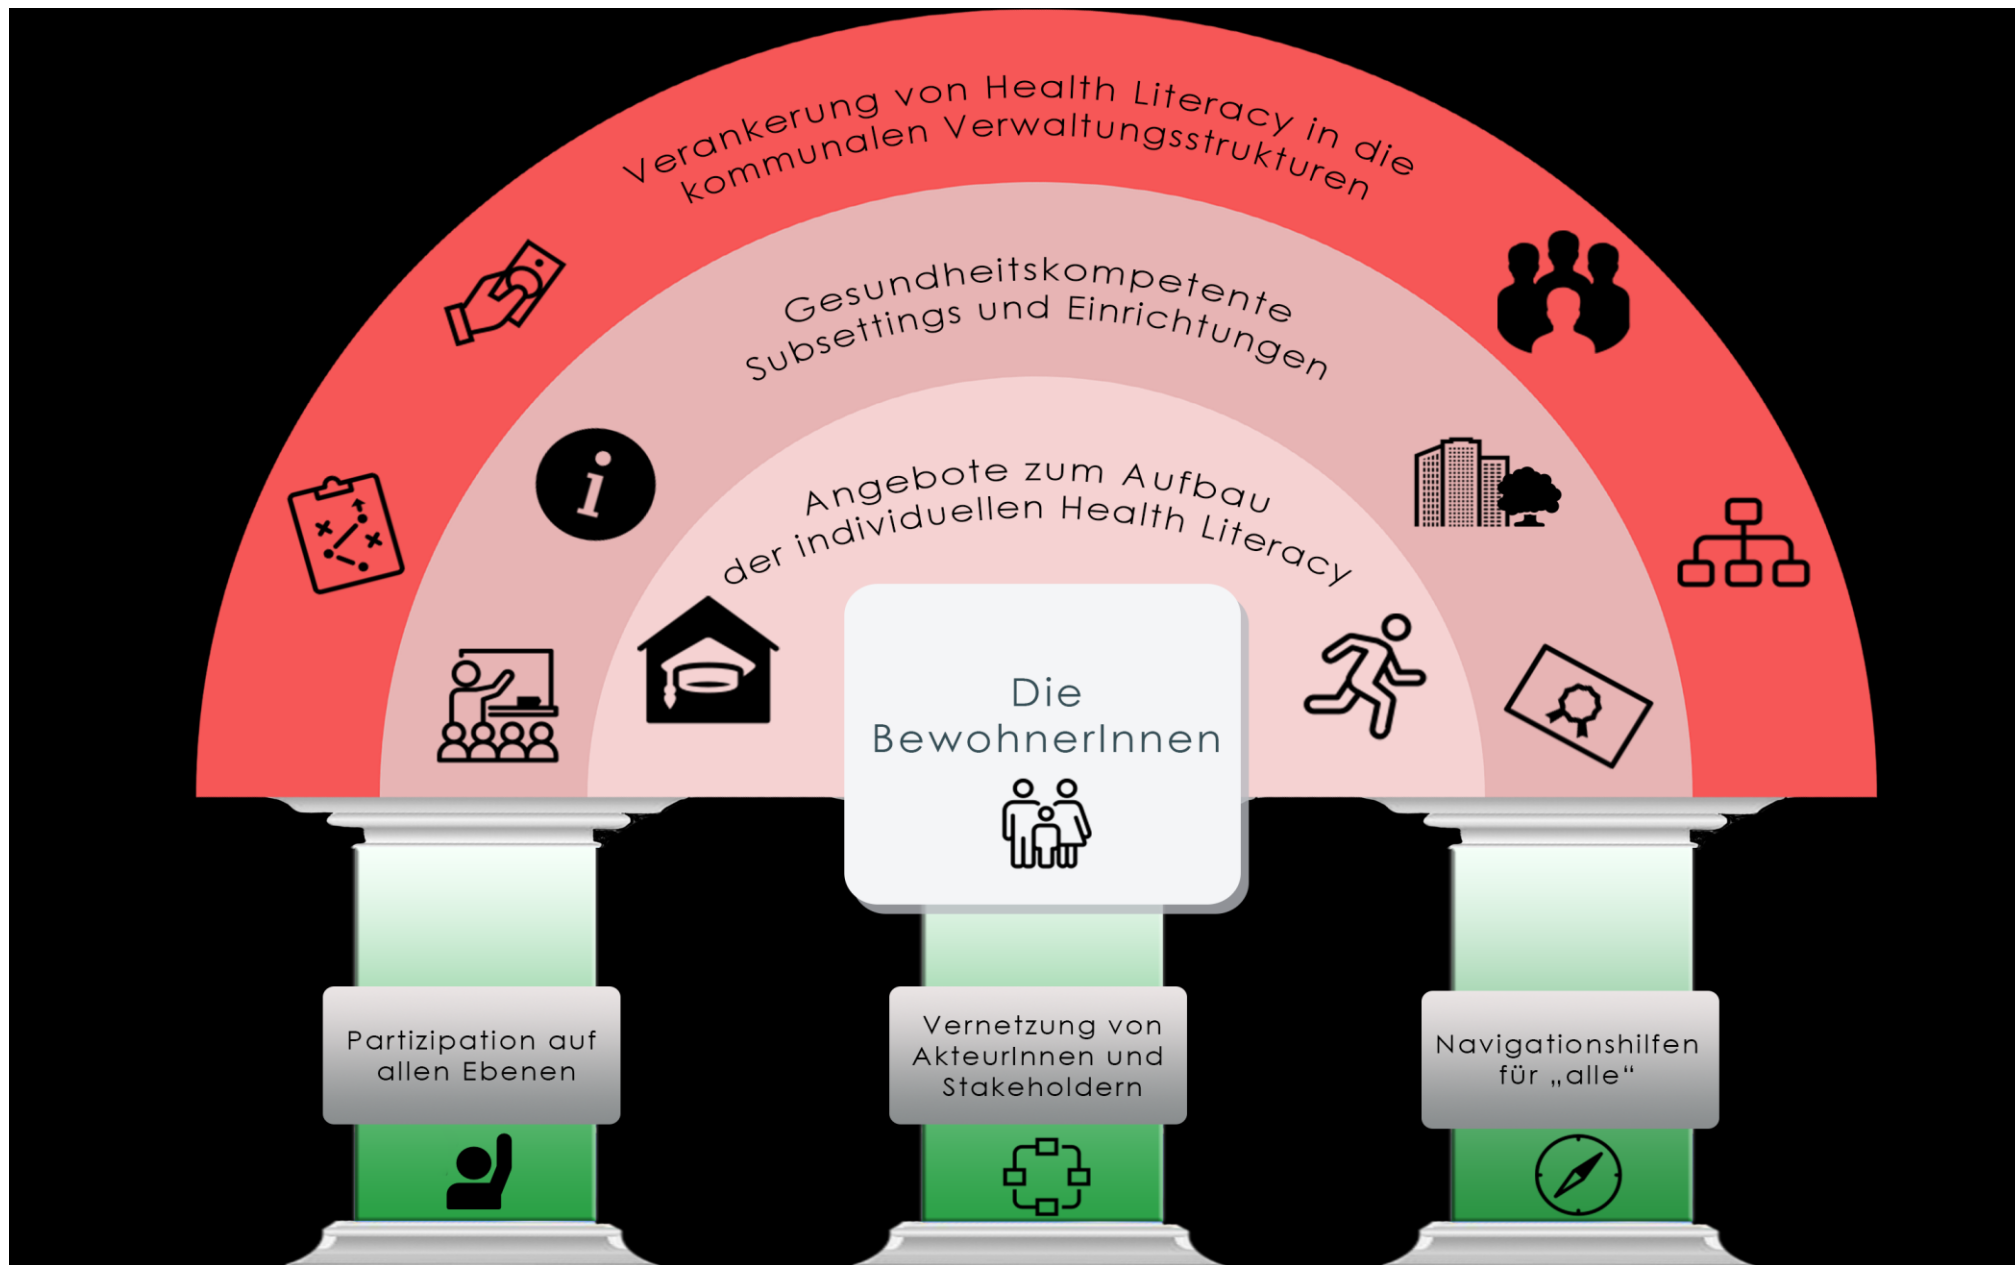 Verankerung von Health Literacy in die
kommunalen Verwaltungsstrukturen
Gesundheitskompetente
Subsettings und Einrichtungen
Angebote zum Aufbau
der individuellen Health Literacy
Die
BewohnerInnen
Partizipation auf
allen Ebenen
Vernetzung von
AkteurInnen und
Stakeholdern
Navigationshilfen
für „alle“